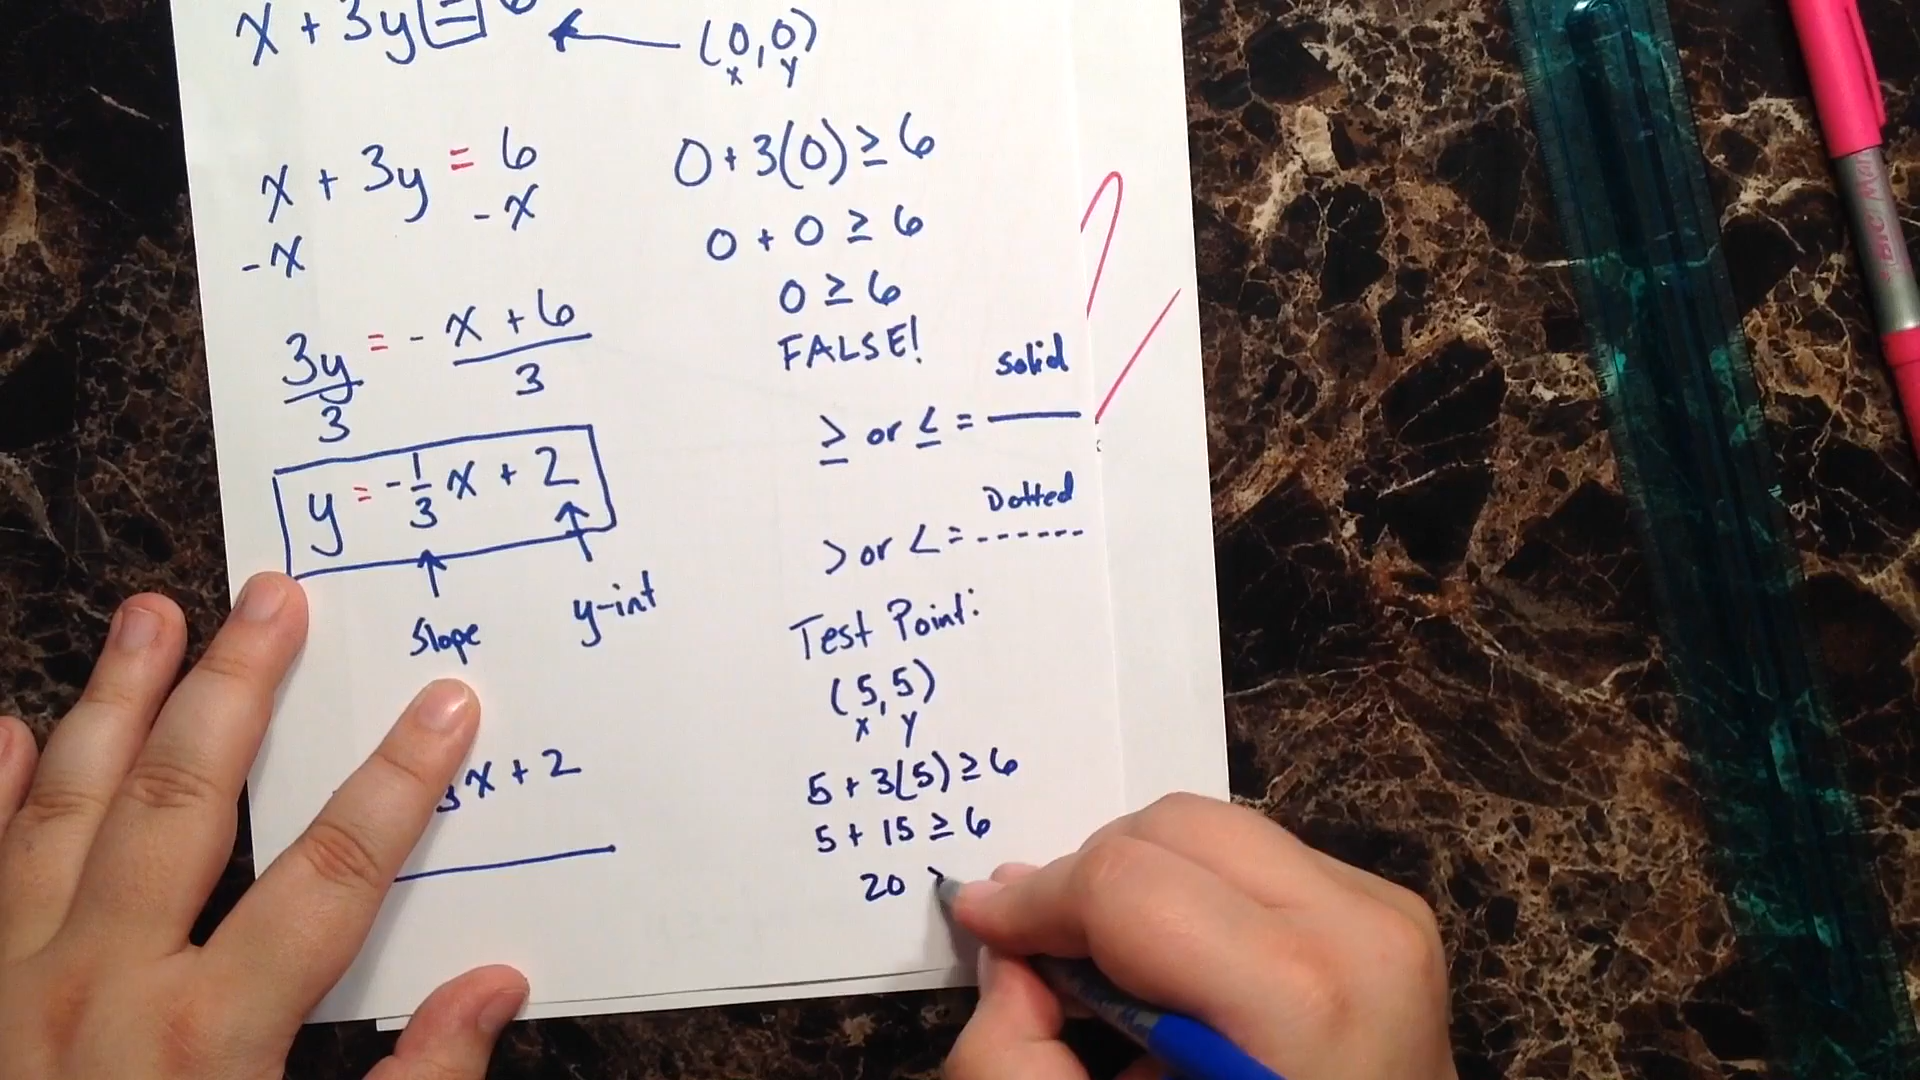 x + 3y =
(0,0)
x y
x + 3y = 6
-x -x
3y = -x + 6
3 3
y = -1/3 x + 2
slope
y-int
3 x + 2
0 + 3(0) ≥ 6
0 + 0 ≥ 6
0 ≥ 6
FALSE!
solid
≥ or ≤ =
Dotted
> or < = ------
Test Point:
(5,5)
x y
5 + 3(5) ≥ 6
5 + 15 ≥ 6
20 >
BIC